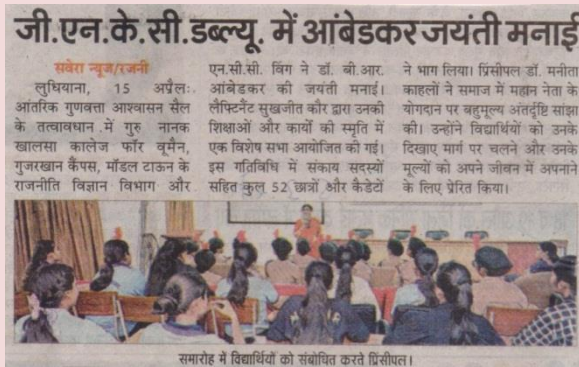 जी.एन.के.सी.डब्ल्यू. में आंबेडकर जयंती मनाई
सवेरा न्यूज/रजनी
लुधियाना, 15 अप्रैल:
आंतरिक गुणवत्ता आश्वासन सैल
के तत्वावधान में गुरु नानक
खालसा कालेज फॉर वूमैन,
गुजरखान कैंपस, मॉडल टाऊन के
राजनीति विज्ञान विभाग और
एन.सी.सी. विंग ने डॉ. बी.आर.
आंबेडकर की जयंती मनाई।
लैफ्टिनैंट सुखजीत कौर द्वारा उनकी
शिक्षाओं और कार्यों की स्मृति में
एक विशेष सभा आयोजित की गई।
इस गतिविधि में संकाय सदस्यों
सहित कुल 52 छात्रों और कैडेटों
ने भाग लिया। प्रिंसीपल डॉ. मनीता
काहलों ने समाज में महान नेता के
योगदान पर बहुमूल्य अंतर्दृष्टि सांझा
की। उन्होंने विद्यार्थियों को उनके
दिखाए मार्ग पर चलने और उनके
मूल्यों को अपने जीवन में अपनाने
के लिए प्रेरित किया।
समारोह में विद्यार्थियों को संबोधित करते प्रिंसीपल।